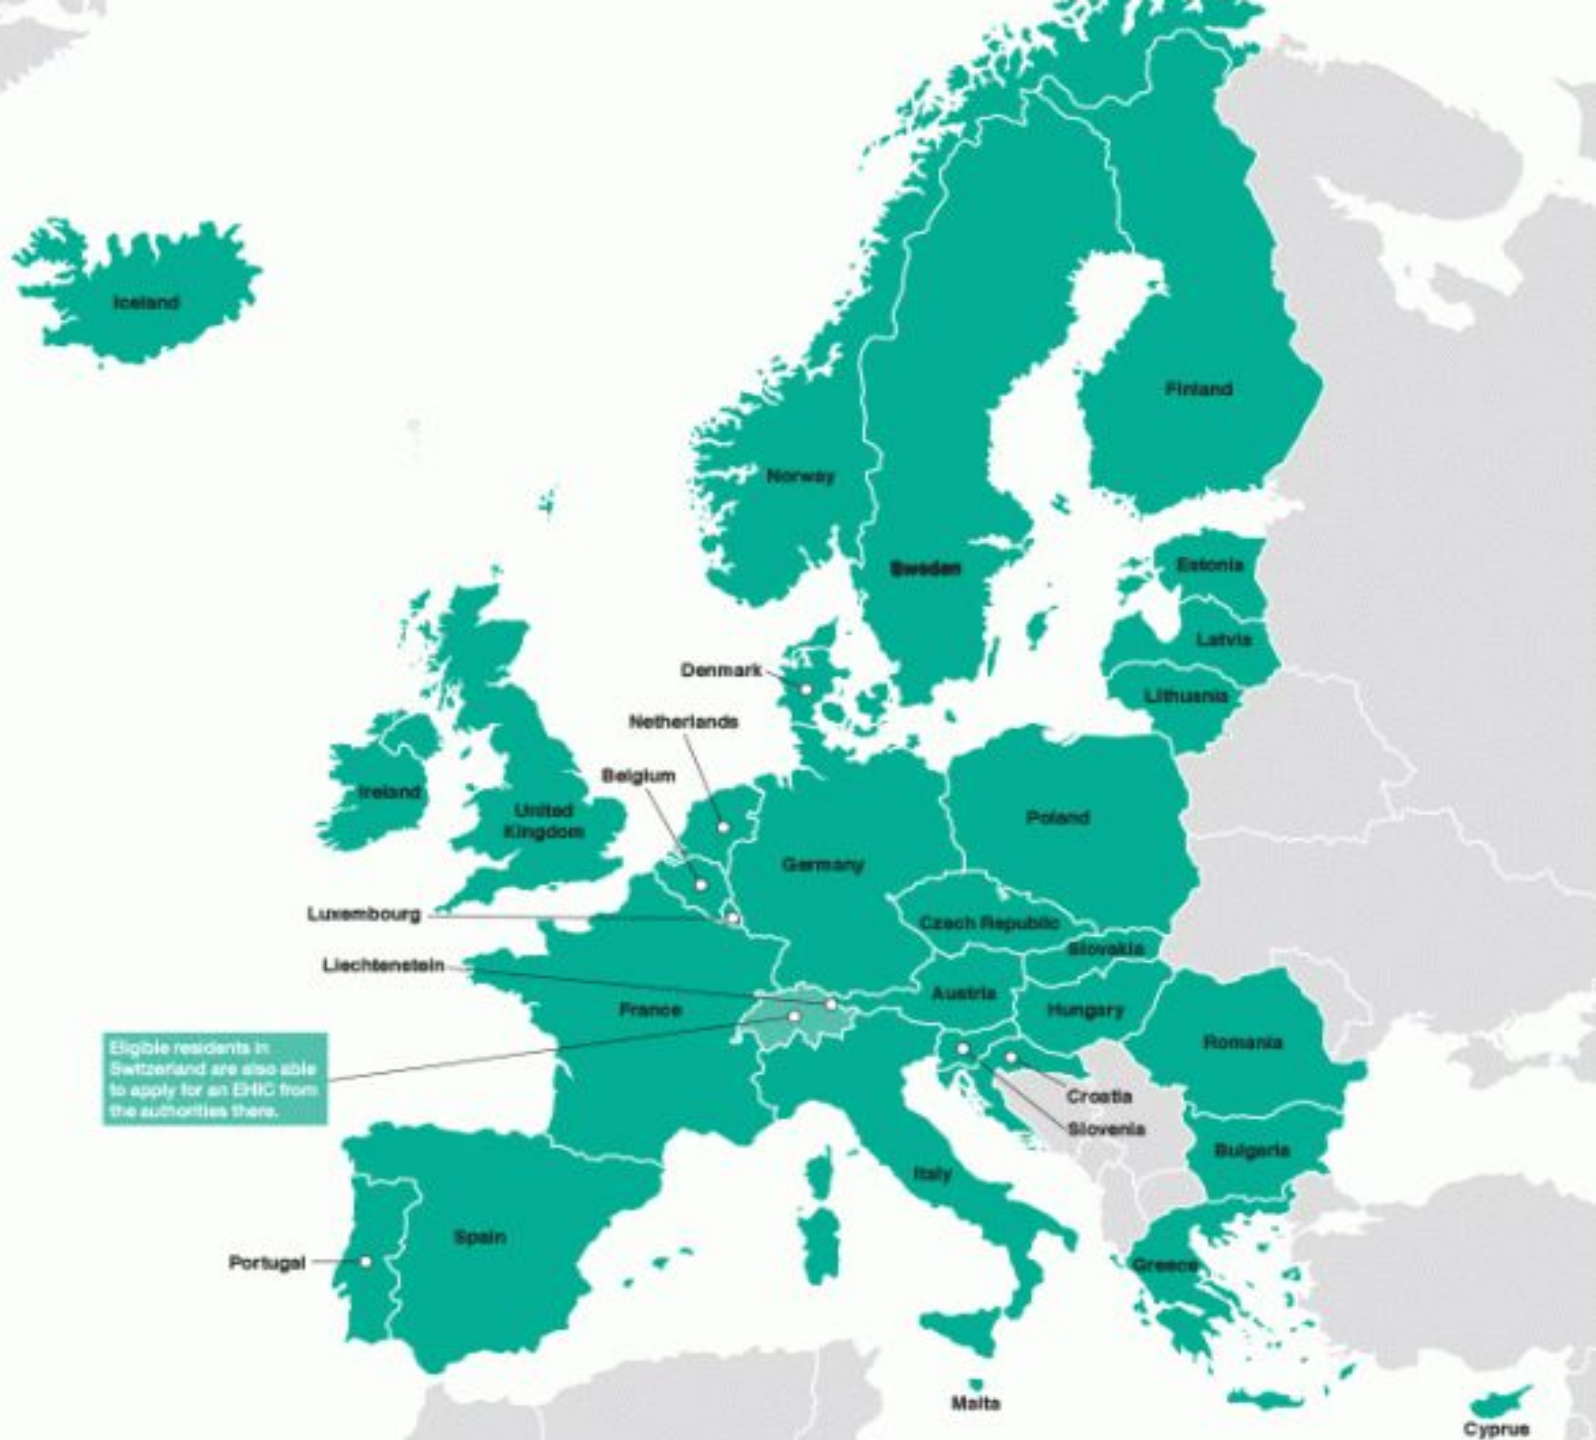 Iceland
Finland
Norway
Sweden
Estonia
Latvia
Lithuania
Denmark
Netherlands
Belgium
Ireland
United
Kingdom
Poland
Germany
Luxembourg
Czech Republic
Slovakia
Liechtenstein
Austria
France
Hungary
Romania
Eligible residents in
Switzerland are also able
to apply for an EHIC from
the authorities there.
Croatia
Slovenia
Bulgaria
Italy
Spain
Portugal
Greece
Malta
Cyprus